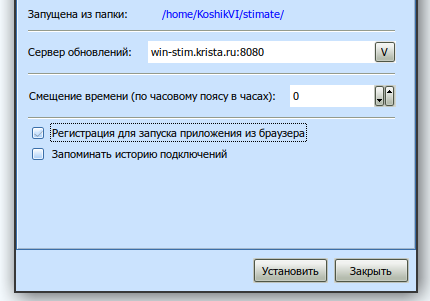 Запущена из папки: /home/KoshikVI/stimate/
Сервер обновлений: win-stim.krista.ru:8080 V
Смещение времени (по часовому поясу в часах): 0
Регистрация для запуска приложения из браузера
Запоминать историю подключений
Установить Закрыть